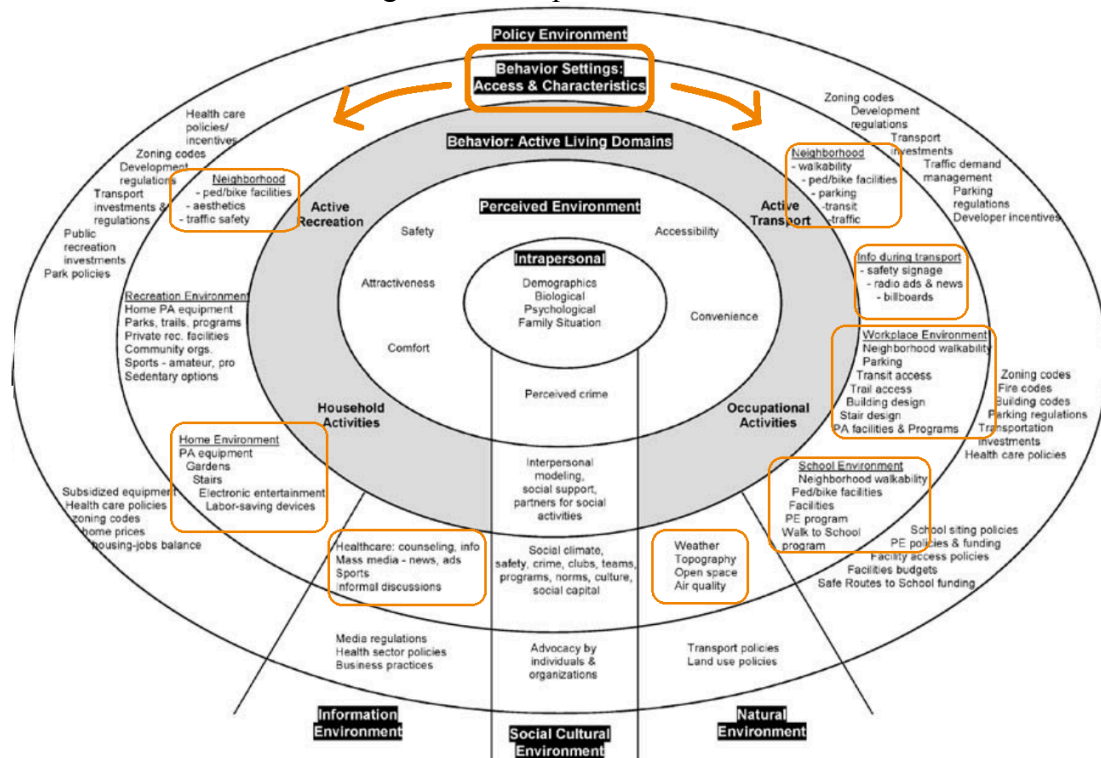 Policy Environment
Behavior Settings:
Access & Characteristics
Behavior: Active Living Domains
Perceived Environment
Intrapersonal
Demographics
Biological
Psychological
Family Situation
Safety
Accessibility
Attractiveness
Convenience
Comfort
Perceived crime
Active
Recreation
Active
Transport
Household
Activities
Occupational
Activities
Health care
policies/
incentives
Zoning codes
Development
regulations
Transport
investments &
regulations
Public
recreation
investments
Park policies
Neighborhood
- ped/bike facilities
- aesthetics
- traffic safety
Recreation Environment
Home PA equipment
Parks, trails, programs
Private rec. facilities
Community orgs.
Sports - amateur, pro
Sedentary options
Home Environment
PA equipment
Gardens
Stairs
Electronic entertainment
Labor-saving devices
Subsidized equipment
Health care policies
zoning codes
home prices
housing-jobs balance
Zoning codes
Development
regulations
Transport
investments
Traffic demand
management
Parking
regulations
Developer incentives
Neighborhood
- walkability
- ped/bike facilities
- parking
-transit
-traffic
Info during transport
- safety signage
- radio ads & news
- billboards
Workplace Environment
Neighborhood walkability
Parking
Transit access
Trail access
Building design
Stair design
PA facilities & Programs
Zoning codes
Fire codes
Building codes
Parking regulations
Transportation
investments
Health care policies
School Environment
Neighborhood walkability
Ped/bike facilities
Facilities
PE program
Walk to School
program
School siting policies
PE policies & funding
Facility access policies
Facilities budgets
Safe Routes to School funding
Interpersonal
modeling,
social support,
partners for social
activities
Healthcare: counseling, info
Mass media - news, ads
Sports
Informal discussions
Social climate,
safety, crime, clubs, teams,
programs, norms, culture,
social capital
Weather
Topography
Open space
Air quality
Media regulations
Health sector policies
Business practices
Advocacy by
individuals &
organizations
Transport policies
Land use policies
Information
Environment
Social Cultural
Environment
Natural
Environment